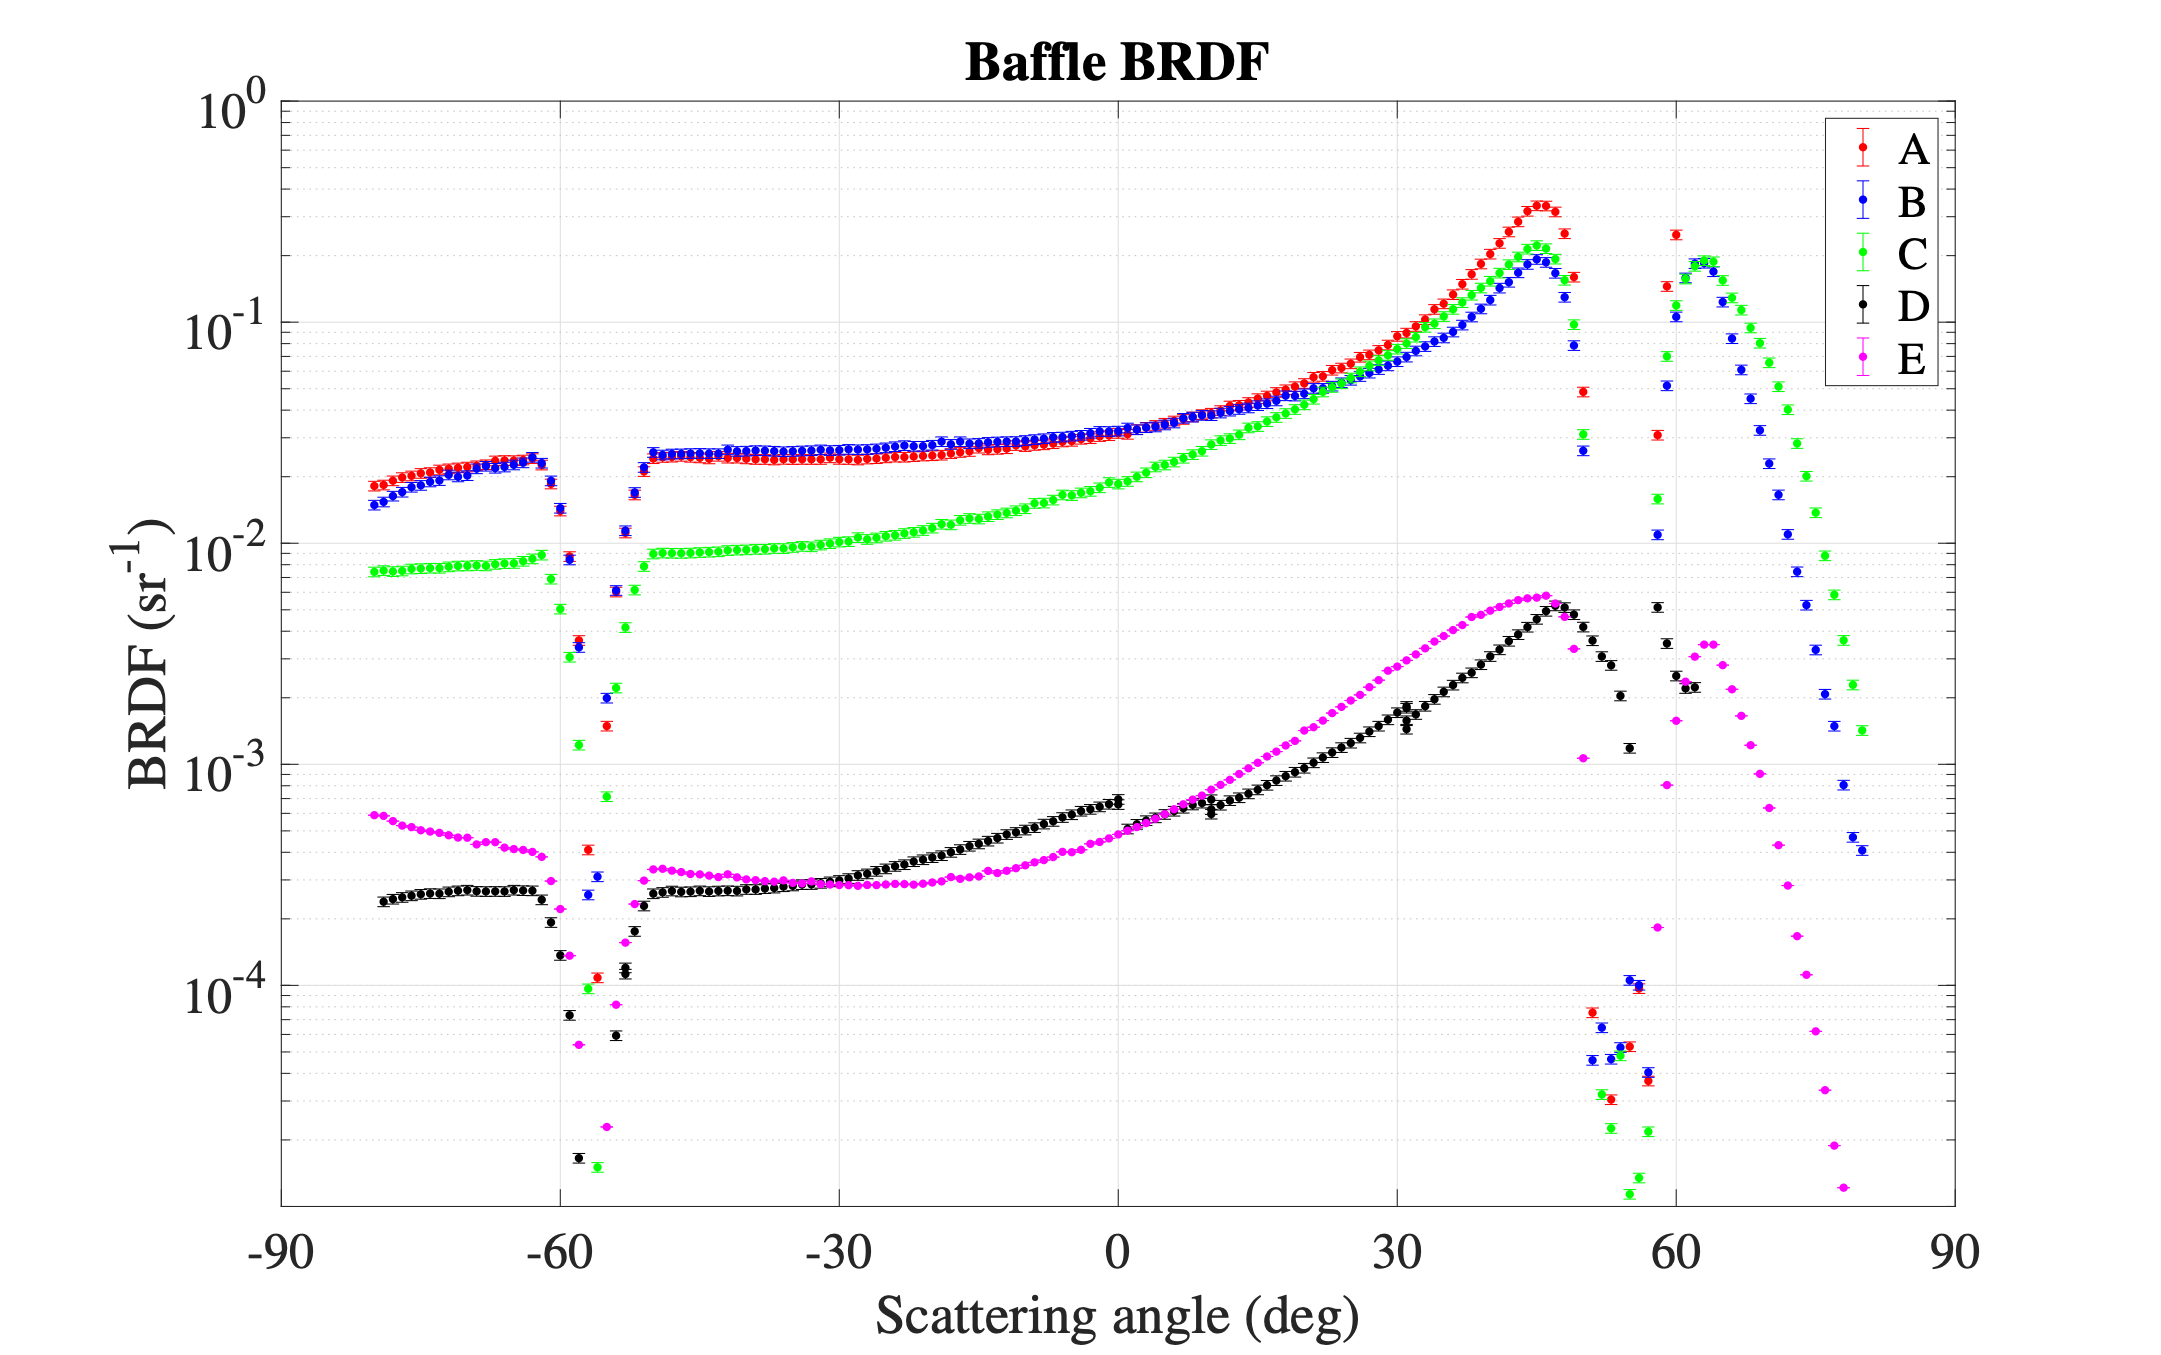 Baffle BRDF
10^0
10^-1
10^-2
10^-3
10^-4
BRDF (sr^-1)
-90 -60 -30 0 30 60 90
Scattering angle (deg)
A
B
C
D
E